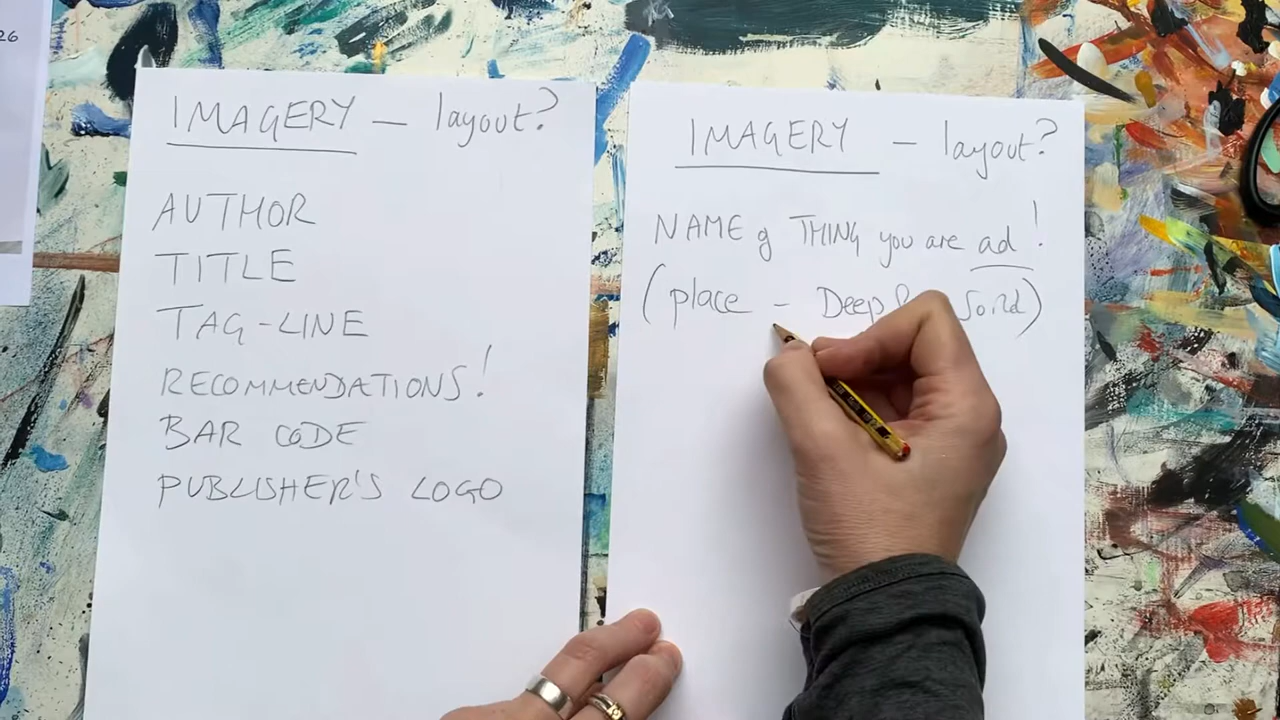 26
IMAGERY — layout?
AUTHOR
TITLE
TAG-LINE
RECOMMENDATIONS!
BAR CODE
PUBLISHER'S LOGO
IMAGERY — layout?
NAME of THING you are ad!
(place - Deep